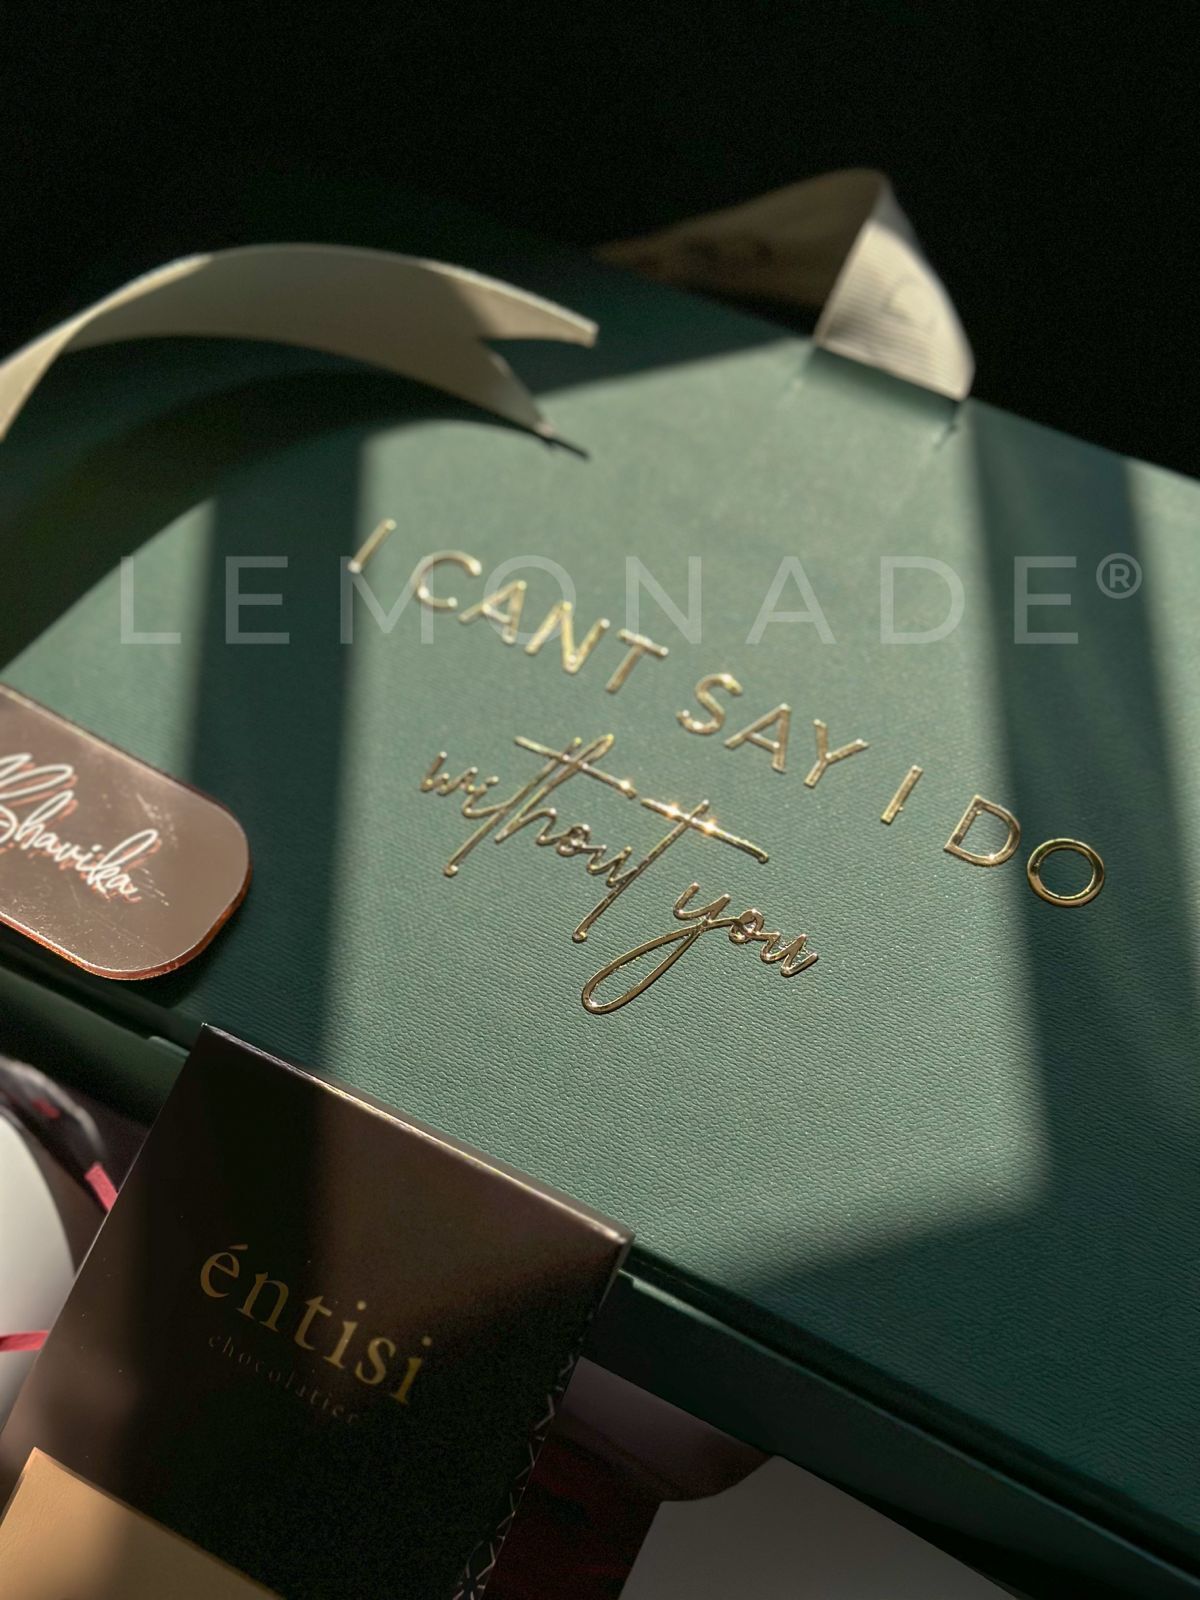 LEMONADE®
I CANT SAY I DO
without you
Bhavika
éntisi
chocolatier